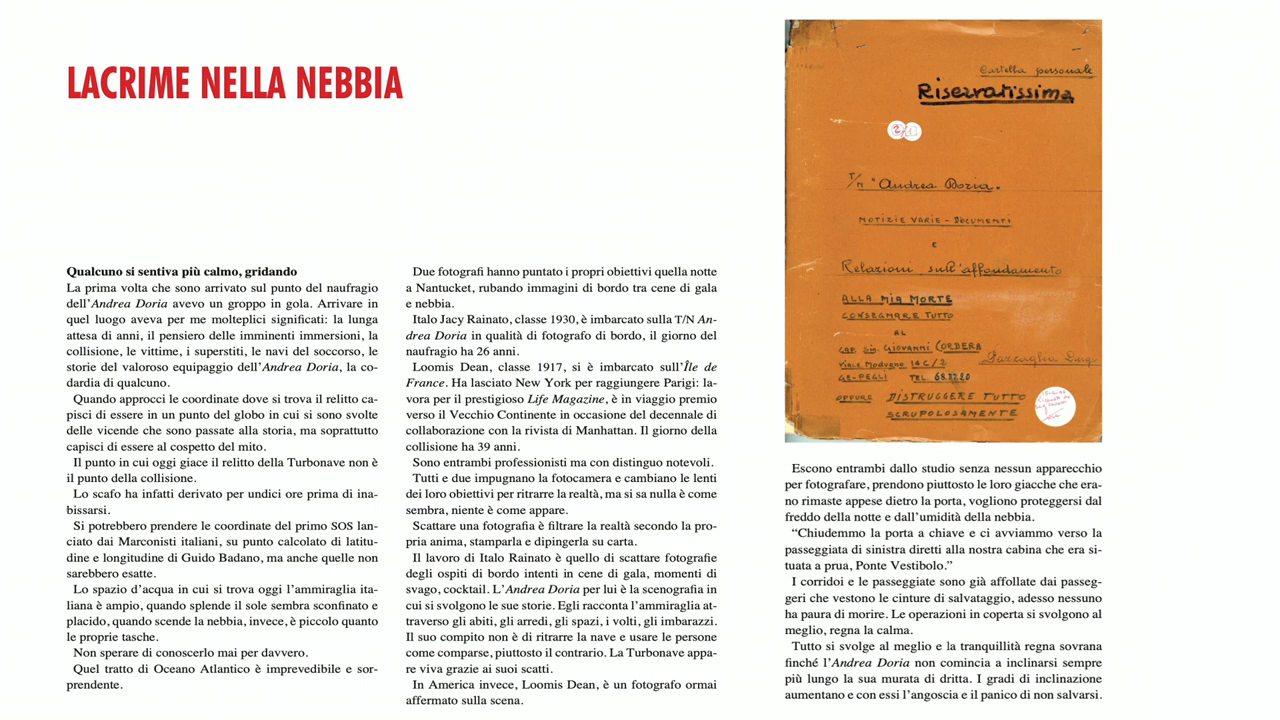 LACRIME NELLA NEBBIA
Qualcuno si sentiva più calmo, gridando
La prima volta che sono arrivato sul punto del naufragio
dell'Andrea Doria avevo un groppo in gola. Arrivare in
quel luogo aveva per me molteplici significati: la lunga
attesa di anni, il pensiero delle imminenti immersioni, la
collisione, le vittime, i superstiti, le navi del soccorso, le
storie del valoroso equipaggio dell'Andrea Doria, la co-
dardia di qualcuno.
Quando approcci le coordinate dove si trova il relitto ca-
pisci di essere in un punto del globo in cui si sono svolte
delle vicende che sono passate alla storia, ma soprattutto
capisci di essere al cospetto del mito.
Il punto in cui oggi giace il relitto della Turbonave non è
il punto della collisione.
Lo scafo ha infatti derivato per undici ore prima di ina-
bissarsi.
Si potrebbero prendere le coordinate del primo SOS lan-
ciato dai Marconisti italiani, su punto calcolato di latitu-
dine e longitudine di Guido Badano, ma anche quelle non
sarebbero esatte.
Lo spazio d'acqua in cui si trova oggi l'ammiraglia ita-
liana è ampio, quando splende il sole sembra sconfinato e
placido, quando scende la nebbia, invece, è piccolo quanto
le proprie tasche.
Non sperare di conoscerlo mai per davvero.
Quel tratto di Oceano Atlantico è imprevedibile e sor-
prendente.
Due fotografi hanno puntato i propri obiettivi quella notte
a Nantucket, rubando immagini di bordo tra cene di gala
e nebbia.
Italo Jacy Rainato, classe 1930, è imbarcato sulla T/N An-
drea Doria in qualità di fotografo di bordo, il giorno del
naufragio ha 26 anni.
Loomis Dean, classe 1917, si è imbarcato sull'Île de
France. Ha lasciato New York per raggiungere Parigi: la-
vora per il prestigioso Life Magazine, è in viaggio premio
verso il Vecchio Continente in occasione del decennale di
collaborazione con la rivista di Manhattan. Il giorno della
collisione ha 39 anni.
Sono entrambi professionisti ma con distinguo notevoli.
Tutti e due impugnano la fotocamera e cambiano le lenti
dei loro obiettivi per ritrarre la realtà, ma si sa nulla è come
sembra, niente è come appare.
Scattare una fotografia è filtrare la realtà secondo la pro-
pria anima, stamparla e dipingerla su carta.
Il lavoro di Italo Rainato è quello di scattare fotografie
degli ospiti di bordo intenti in cene di gala, momenti di
svago, cocktail. L'Andrea Doria per lui è la scenografia in
cui si svolgono le sue storie. Egli racconta l'ammiraglia at-
traverso gli abiti, gli arredi, gli spazi, i volti, gli imbarazzi.
Il suo compito non è di ritrarre la nave e usare le persone
come comparse, piuttosto il contrario. La Turbonave appa-
re viva grazie ai suoi scatti.
In America invece, Loomis Dean, è un fotografo ormai
affermato sulla scena.
Cartella personale
Riservatissima
T/N "Andrea Doria.
NOTIZIE VARIE - DOCUMENTI
e
Relazioni sull'affondamento
ALLA MIA MORTE
CONSEGNARE TUTTO
AL
CAP. Sig. GIOVANNI CORDERA
VIALE MODUGNO 14C/2
GE-PEGLI TEL 68.27.80
OPPURE DISTRUGGERE TUTTO
SCRUPOLOSAMENTE
Escono entrambi dallo studio senza nessun apparecchio
per fotografare, prendono piuttosto le loro giacche che era-
no rimaste appese dietro la porta, vogliono proteggersi dal
freddo della notte e dall'umidità della nebbia.
"Chiudemmo la porta a chiave e ci avviammo verso la
passeggiata di sinistra diretti alla nostra cabina che era si-
tuata a prua, Ponte Vestibolo."
I corridoi e le passeggiate sono già affollate dai passeg-
geri che vestono le cinture di salvataggio, adesso nessuno
ha paura di morire. Le operazioni in coperta si svolgono al
meglio, regna la calma.
Tutto si svolge al meglio e la tranquillità regna sovrana
finché l'Andrea Doria non comincia a inclinarsi sempre
più lungo la sua murata di dritta. I gradi di inclinazione
aumentano e con essi l'angoscia e il panico di non salvarsi.